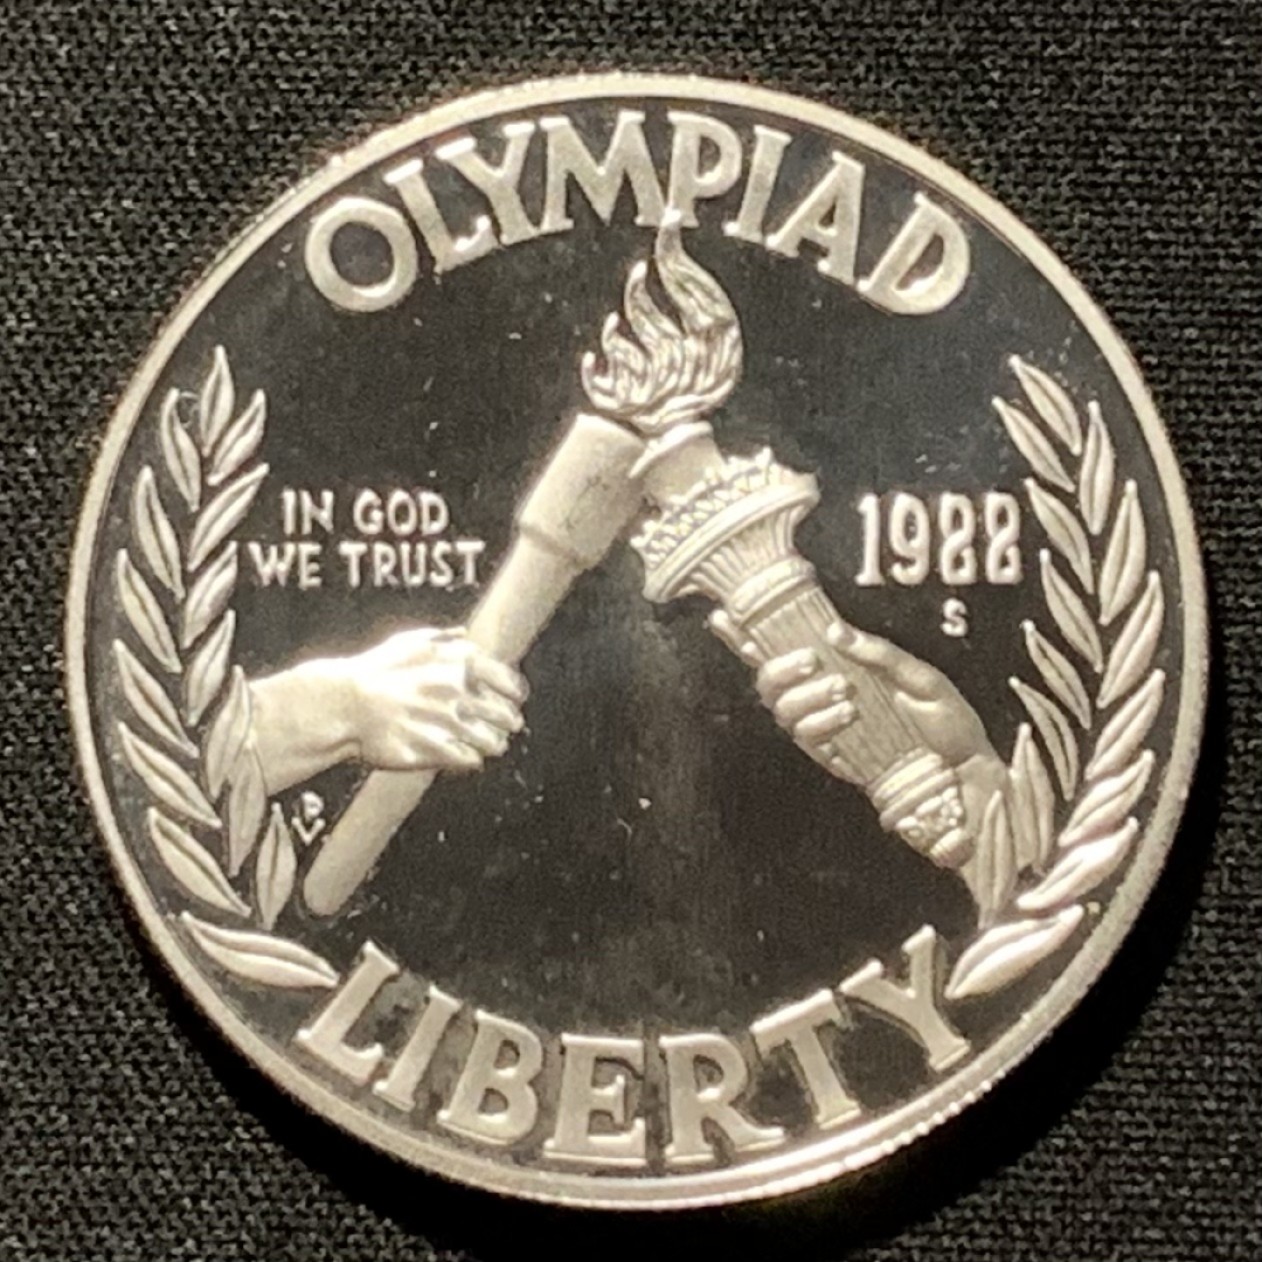 OLYMPIAD
IN GOD
WE TRUST
1988
S
LIBERTY